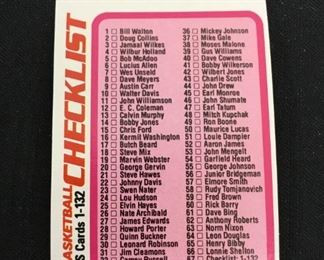 BASKETBALL
CHECKLIST
S Cards 1-132
1 Bill Walton
2 Doug Collins
3 Jamaal Wilkes
4 Wilbur Holland
5 Bob McAdoo
6 Lucius Allen
7 Wes Unseld
8 Dave Meyers
9 Austin Carr
10 Walter Davis
11 John Williamson
12 E. C. Coleman
13 Calvin Murphy
14 Bobby Jones
15 Chris Ford
16 Kermit Washington
17 Butch Beard
18 Steve Mix
19 Marvin Webster
20 George Gervin
21 Steve Hawes
22 Johnny Davis
23 Swen Nater
24 Lou Hudson
25 Elvin Hayes
26 Nate Archibald
27 James Edwards
28 Howard Porter
29 Quinn Buckner
30 Leonard Robinson
31 Jim Cleamons
36 Mickey Johnson
37 Mike Gale
38 Moses Malone
39 Gus Williams
40 Dave Cowens
41 Bobby Wilkerson
42 Wilbert Jones
43 Charlie Scott
44 John Drew
45 Earl Monroe
46 John Shumate
47 Earl Tatum
48 Mitch Kupchak
49 Ron Boone
50 Maurice Lucas
51 Louie Dampier
52 Aaron James
53 John Mengelt
54 Garfield Heard
55 George Johnson
56 Junior Bridgeman
57 Elmore Smith
58 Rudy Tomjanovich
59 Fred Brown
60 Rick Barry
61 Dave Bing
62 Anthony Roberts
63 Norm Nixon
64 Leon Douglas
65 Henry Bibby
66 Lonnie Shelton